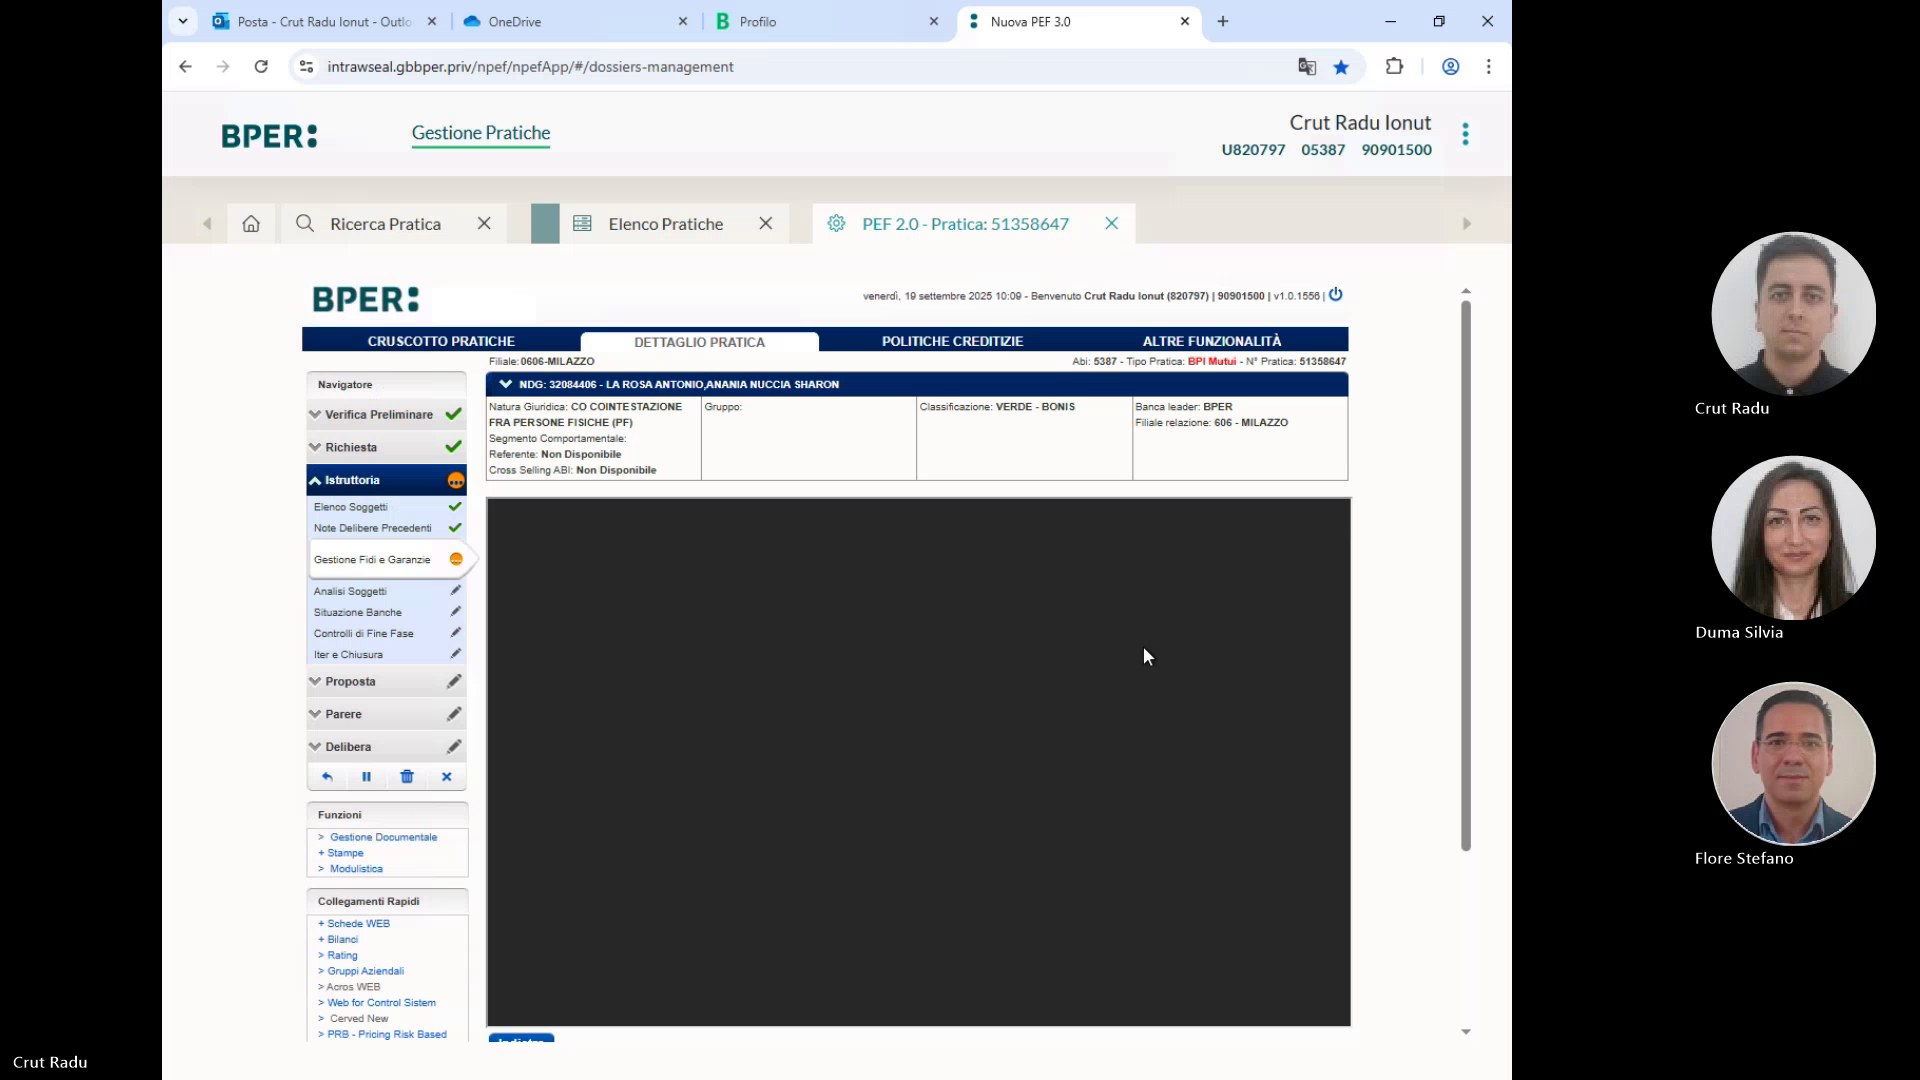 Posta - Crut Radu Ionut - Outlo
OneDrive
Profilo
Nuova PEF 3.0
intrawseal.gbbper.priv/npef/npefApp/#/dossiers-management
BPER:
Gestione Pratiche
Crut Radu Ionut
U820797 05387 90901500
Ricerca Pratica
Elenco Pratiche
PEF 2.0 - Pratica: 51358647
BPER:
venerdì, 19 settembre 2025 10:09 - Benvenuto Crut Radu Ionut (820797) | 90901500 | v1.0.1556 |
CRUSCOTTO PRATICHE
DETTAGLIO PRATICA
POLITICHE CREDITIZIE
ALTRE FUNZIONALITÀ
Filiale: 0606-MILAZZO
Abi: 5387 - Tipo Pratica: BPI Mutui - N° Pratica: 51358647
NDG: 32084406 - LA ROSA ANTONIO,ANANIA NUCCIA SHARON
Natura Giuridica: CO COINTESTAZIONE
FRA PERSONE FISICHE (PF)
Segmento Comportamentale:
Referente: Non Disponibile
Cross Selling ABI: Non Disponibile
Gruppo:
Classificazione: VERDE - BONIS
Banca leader: BPER
Filiale relazione: 606 - MILAZZO
Navigatore
Verifica Preliminare
Richiesta
Istruttoria
Elenco Soggetti
Note Delibere Precedenti
Gestione Fidi e Garanzie
Analisi Soggetti
Situazione Banche
Controlli di Fine Fase
Iter e Chiusura
Proposta
Parere
Delibera
Funzioni
> Gestione Documentale
+ Stampe
> Modulistica
Collegamenti Rapidi
+ Schede WEB
+ Bilanci
> Rating
> Gruppi Aziendali
> Acros WEB
> Web for Control Sistem
> Cerved New
> PRB - Pricing Risk Based
Indietro
Crut Radu
Duma Silvia
Flore Stefano
Crut Radu